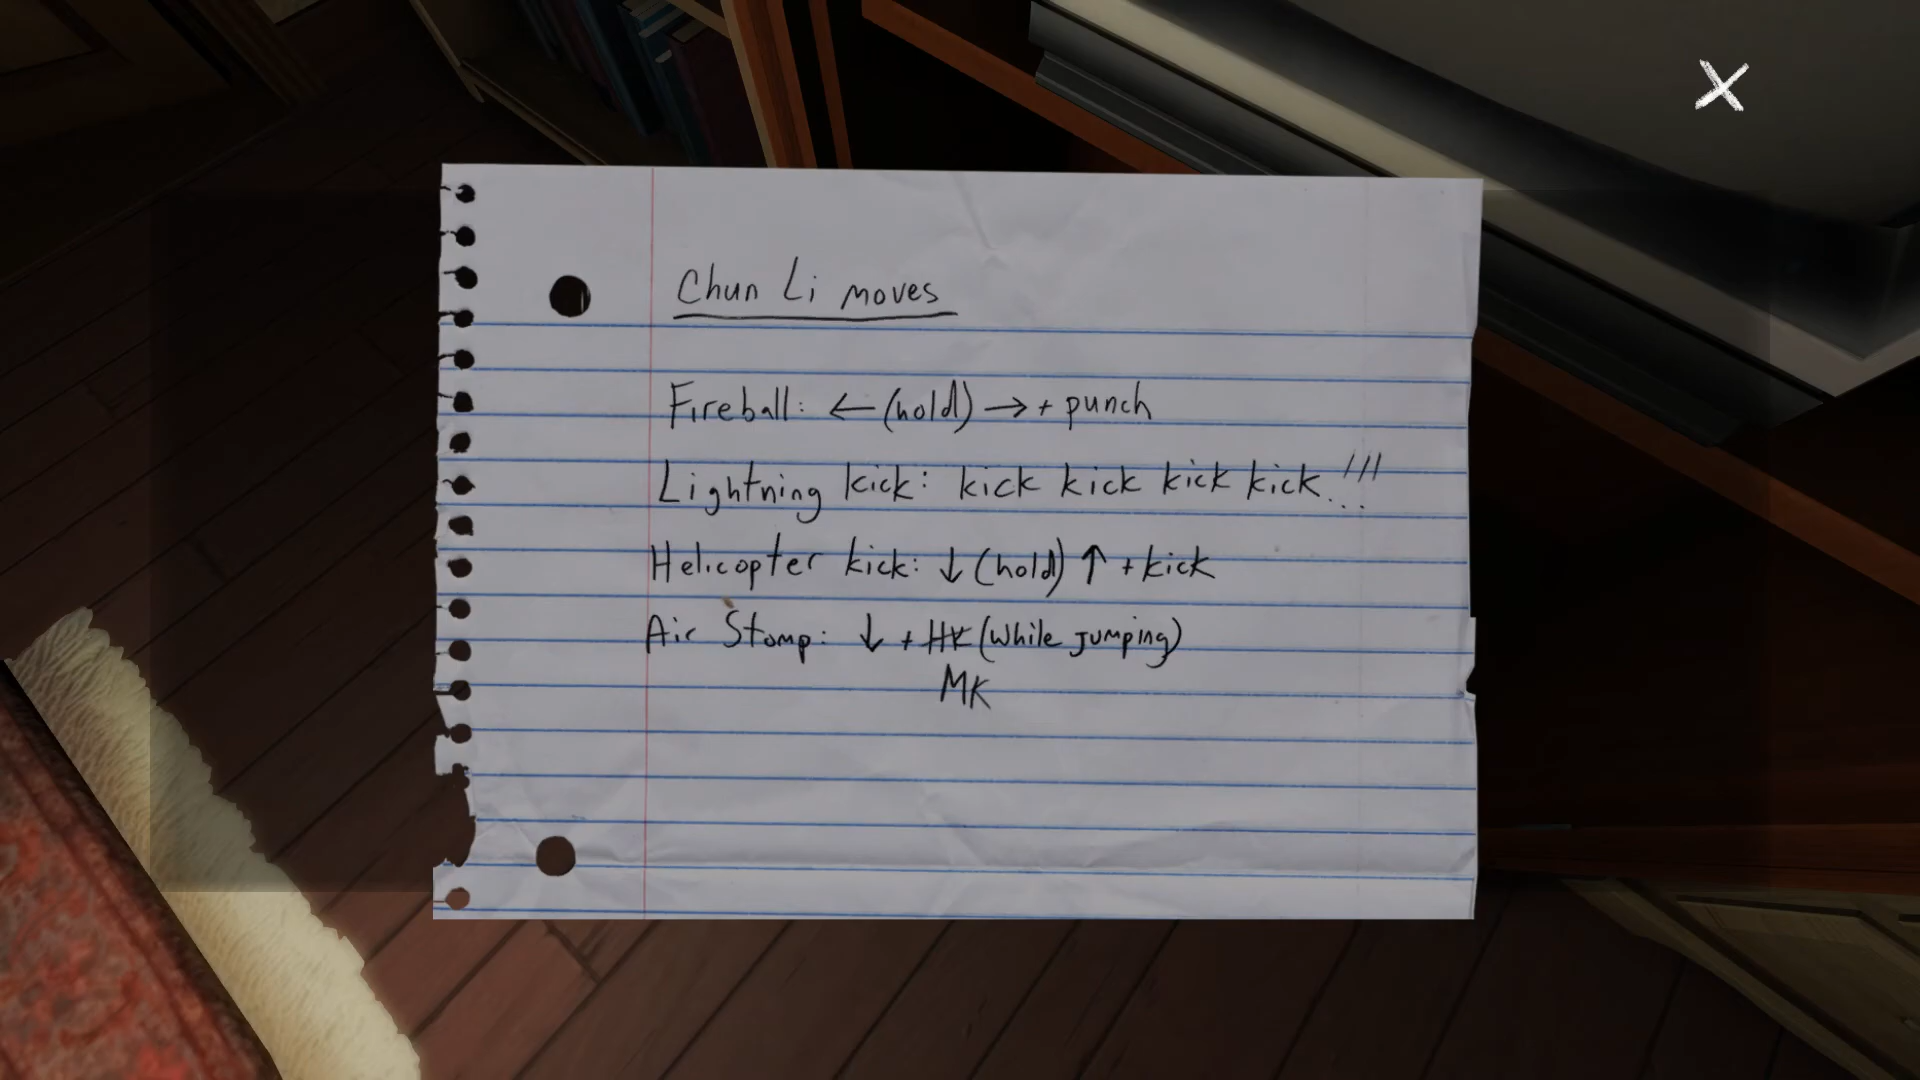 Chun Li moves
Fireball: ← (hold) → + punch
Lightning kick: kick kick kick kick!!!
Helicopter kick: ↓ (hold) ↑ + kick
Air Stomp: ↓ + HK (while jumping)
MK